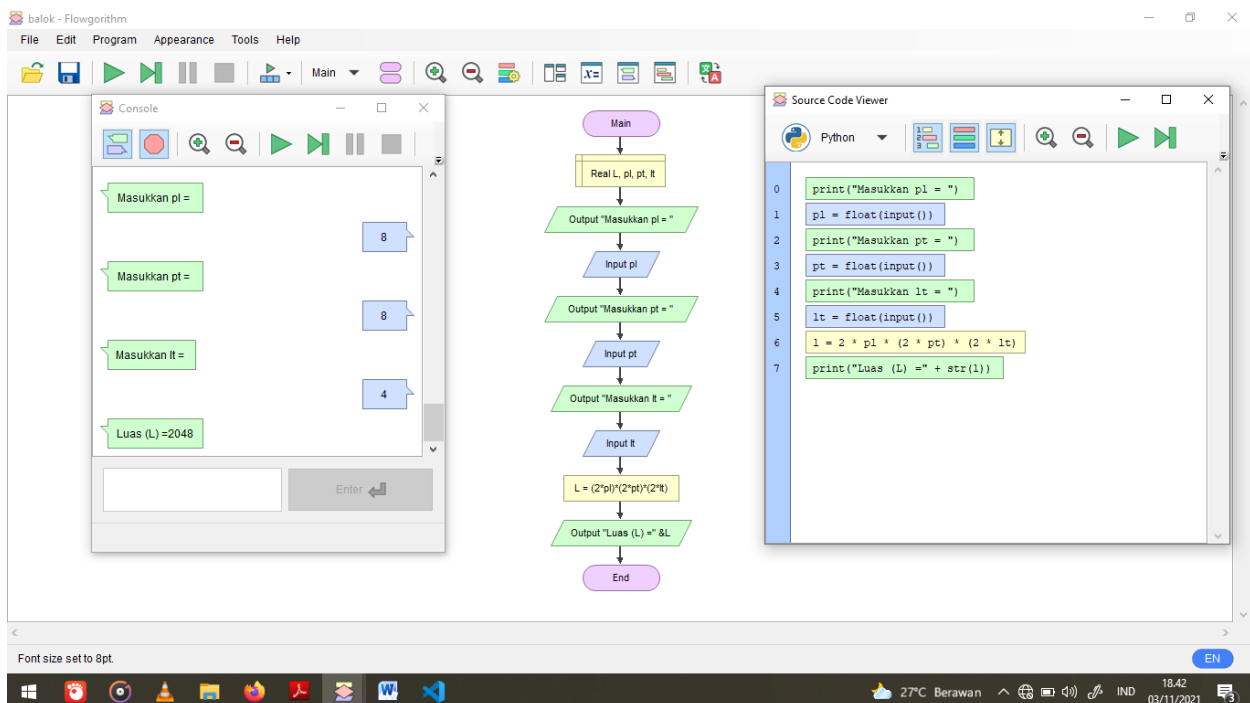 balok - Flowgorithm
File Edit Program Appearance Tools Help
Main
Console
Masukkan pl =
8
Masukkan pt =
8
Masukkan lt =
4
Luas (L) =2048
Enter
Main
Real L, pl, pt, lt
Output "Masukkan pl = "
Input pl
Output "Masukkan pt = "
Input pt
Output "Masukkan lt = "
Input lt
L = (2*pl)*(2*pt)*(2*lt)
Output "Luas (L) =" &L
End
Source Code Viewer
Python
0 print("Masukkan pl = ")
1 pl = float(input())
2 print("Masukkan pt = ")
3 pt = float(input())
4 print("Masukkan lt = ")
5 lt = float(input())
6 l = 2 * pl * (2 * pt) * (2 * lt)
7 print("Luas (L) =" + str(l))
Font size set to 8pt.
EN
27°C Berawan
IND
18.42
03/11/2021
3